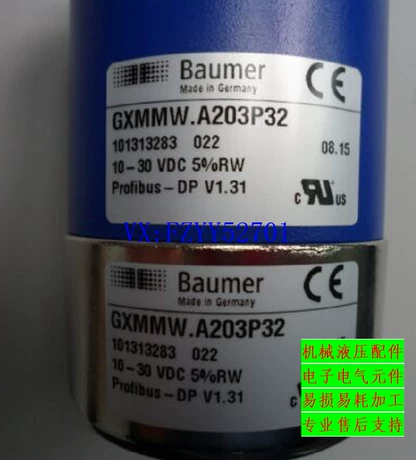 Baumer
Made in Germany
GXMMW.A203P32
101313283 022
08.15
10-30 VDC 5%RW
Profibus-DP V1.31
C UL US
VX:FZYY52701
Baumer
Made in Germany
GXMMW.A203P32
101313283 022
10-30 VDC 5%RW
Profibus-DP V1.31
C
机械液压配件
电子电气元件
易损易耗加工
专业售后支持